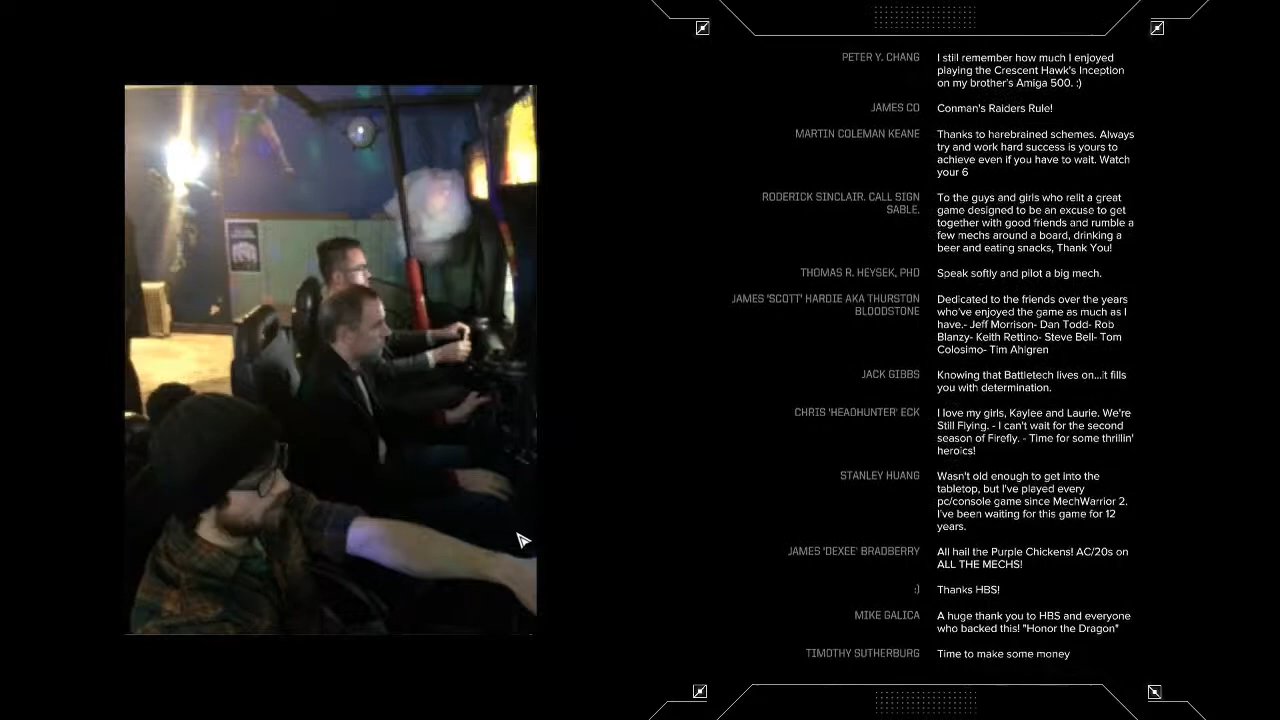 PETER Y. CHANG
I still remember how much I enjoyed
playing the Crescent Hawk's Inception
on my brother's Amiga 500. :)
JAMES CO
Conman's Raiders Rule!
MARTIN COLEMAN KEANE
Thanks to harebrained schemes. Always
try and work hard success is yours to
achieve even if you have to wait. Watch
your 6
RODERICK SINCLAIR. CALL SIGN
SABLE.
To the guys and girls who relit a great
game designed to be an excuse to get
together with good friends and rumble a
few mechs around a board, drinking a
beer and eating snacks, Thank You!
THOMAS R. HEYSEK, PHD
Speak softly and pilot a big mech.
JAMES 'SCOTT' HARDIE AKA THURSTON
BLOODSTONE
Dedicated to the friends over the years
who've enjoyed the game as much as I
have.- Jeff Morrison- Dan Todd- Rob
Blanzy- Keith Rettino- Steve Bell- Tom
Colosimo- Tim Ahlgren
JACK GIBBS
Knowing that Battletech lives on...it fills
you with determination.
CHRIS 'HEADHUNTER' ECK
I love my girls, Kaylee and Laurie. We're
Still Flying. - I can't wait for the second
season of Firefly. - Time for some thrillin'
heroics!
STANLEY HUANG
Wasn't old enough to get into the
tabletop, but I've played every
pc/console game since MechWarrior 2.
I've been waiting for this game for 12
years.
JAMES 'DEXEE' BRADBERRY
All hail the Purple Chickens! AC/20s on
ALL THE MECHS!
:)
Thanks HBS!
MIKE GALICA
A huge thank you to HBS and everyone
who backed this! "Honor the Dragon"
TIMOTHY SUTHERBURG
Time to make some money